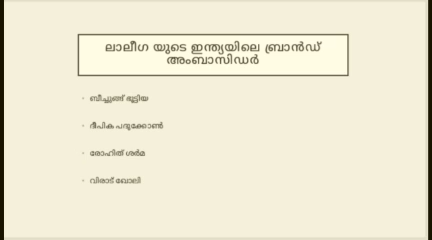 ലാലീഗ യുടെ ഇന്ത്യയിലെ ബ്രാൻഡ്
അംബാസിഡർ
ബീച്ചുങ്ങ് ഭൂട്ടിയ
ദീപിക പദുക്കോൺ
രോഹിത് ശർമ
വിരാട് ഖോലി